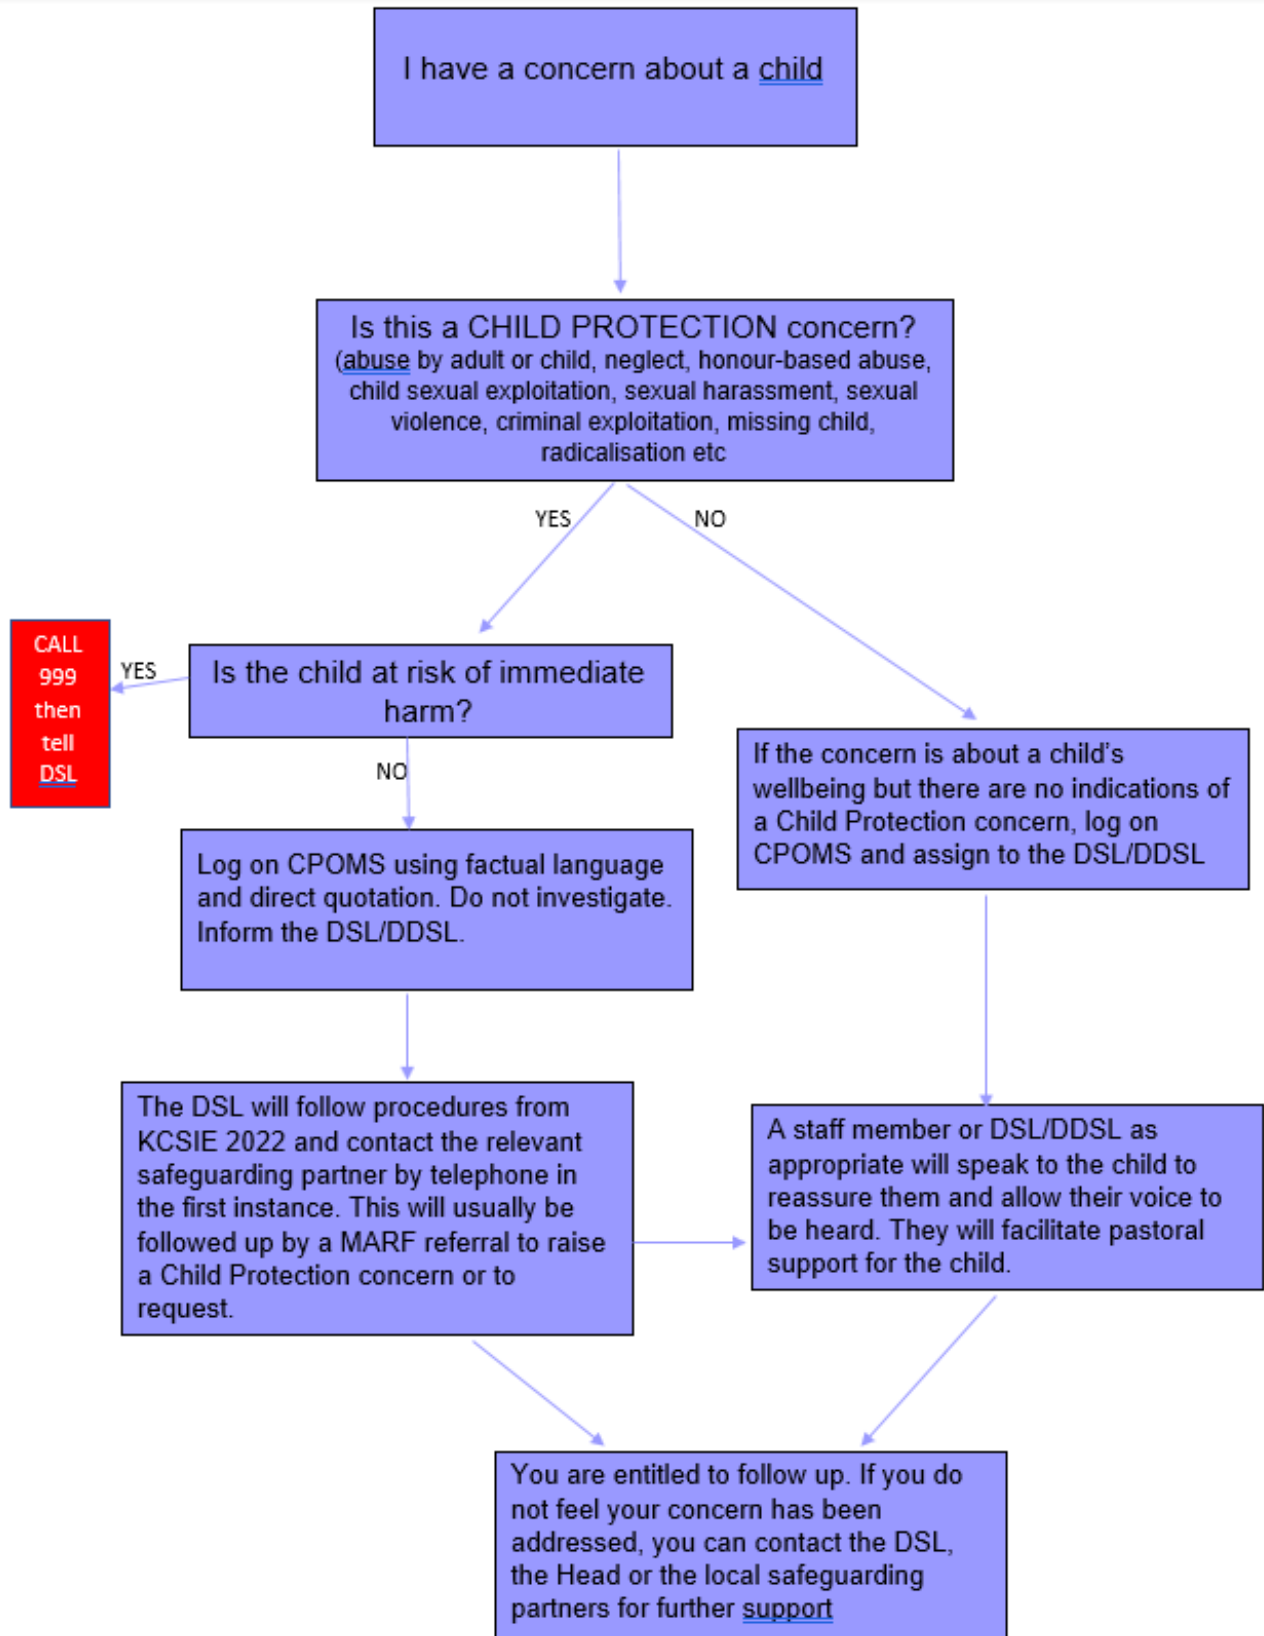 I have a concern about a child
Is this a CHILD PROTECTION concern?
(abuse by adult or child, neglect, honour-based abuse,
child sexual exploitation, sexual harassment, sexual
violence, criminal exploitation, missing child,
radicalisation etc
YES
NO
CALL
999
then
tell
DSL
YES
Is the child at risk of immediate
harm?
NO
If the concern is about a child's
wellbeing but there are no indications of
a Child Protection concern, log on
CPOMS and assign to the DSL/DDSL
Log on CPOMS using factual language
and direct quotation. Do not investigate.
Inform the DSL/DDSL.
The DSL will follow procedures from
KCSIE 2022 and contact the relevant
safeguarding partner by telephone in
the first instance. This will usually be
followed up by a MARF referral to raise
a Child Protection concern or to
request.
A staff member or DSL/DDSL as
appropriate will speak to the child to
reassure them and allow their voice to
be heard. They will facilitate pastoral
support for the child.
You are entitled to follow up. If you do
not feel your concern has been
addressed, you can contact the DSL,
the Head or the local safeguarding
partners for further support